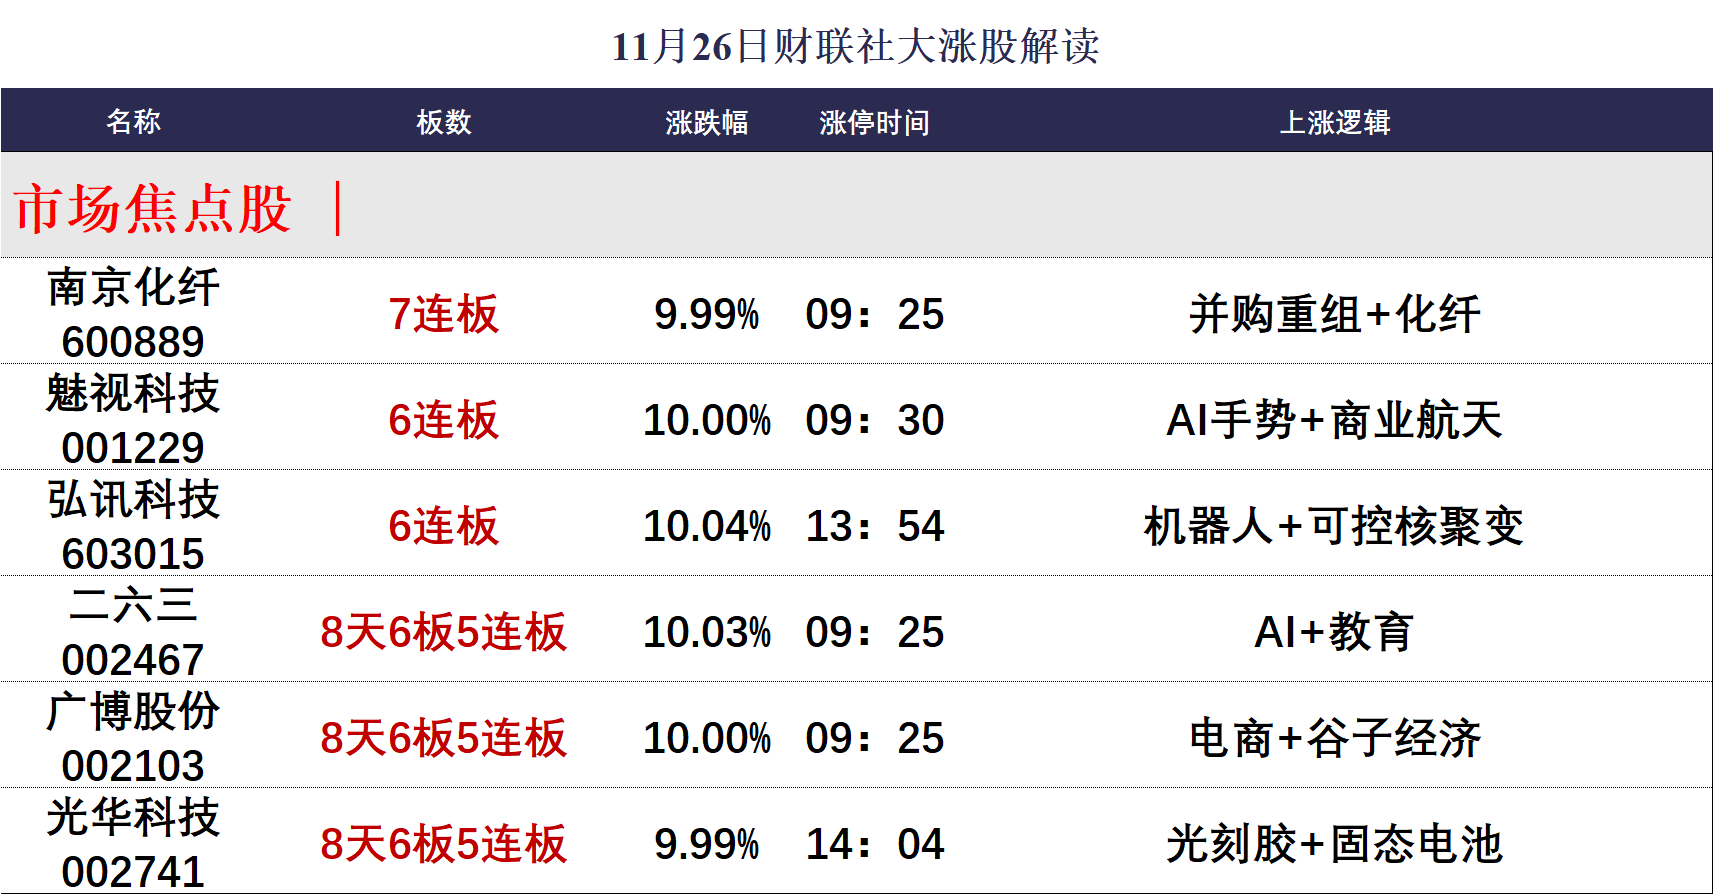 11月26日财联社大涨股解读
名称 板数 涨跌幅 涨停时间 上涨逻辑
市场焦点股 ｜
南京化纤
600889 7连板 9.99% 09：25 并购重组+化纤
魅视科技
001229 6连板 10.00% 09：30 AI手势+商业航天
弘讯科技
603015 6连板 10.04% 13：54 机器人+可控核聚变
二六三
002467 8天6板5连板 10.03% 09：25 AI+教育
广博股份
002103 8天6板5连板 10.00% 09：25 电商+谷子经济
光华科技
002741 8天6板5连板 9.99% 14：04 光刻胶+固态电池